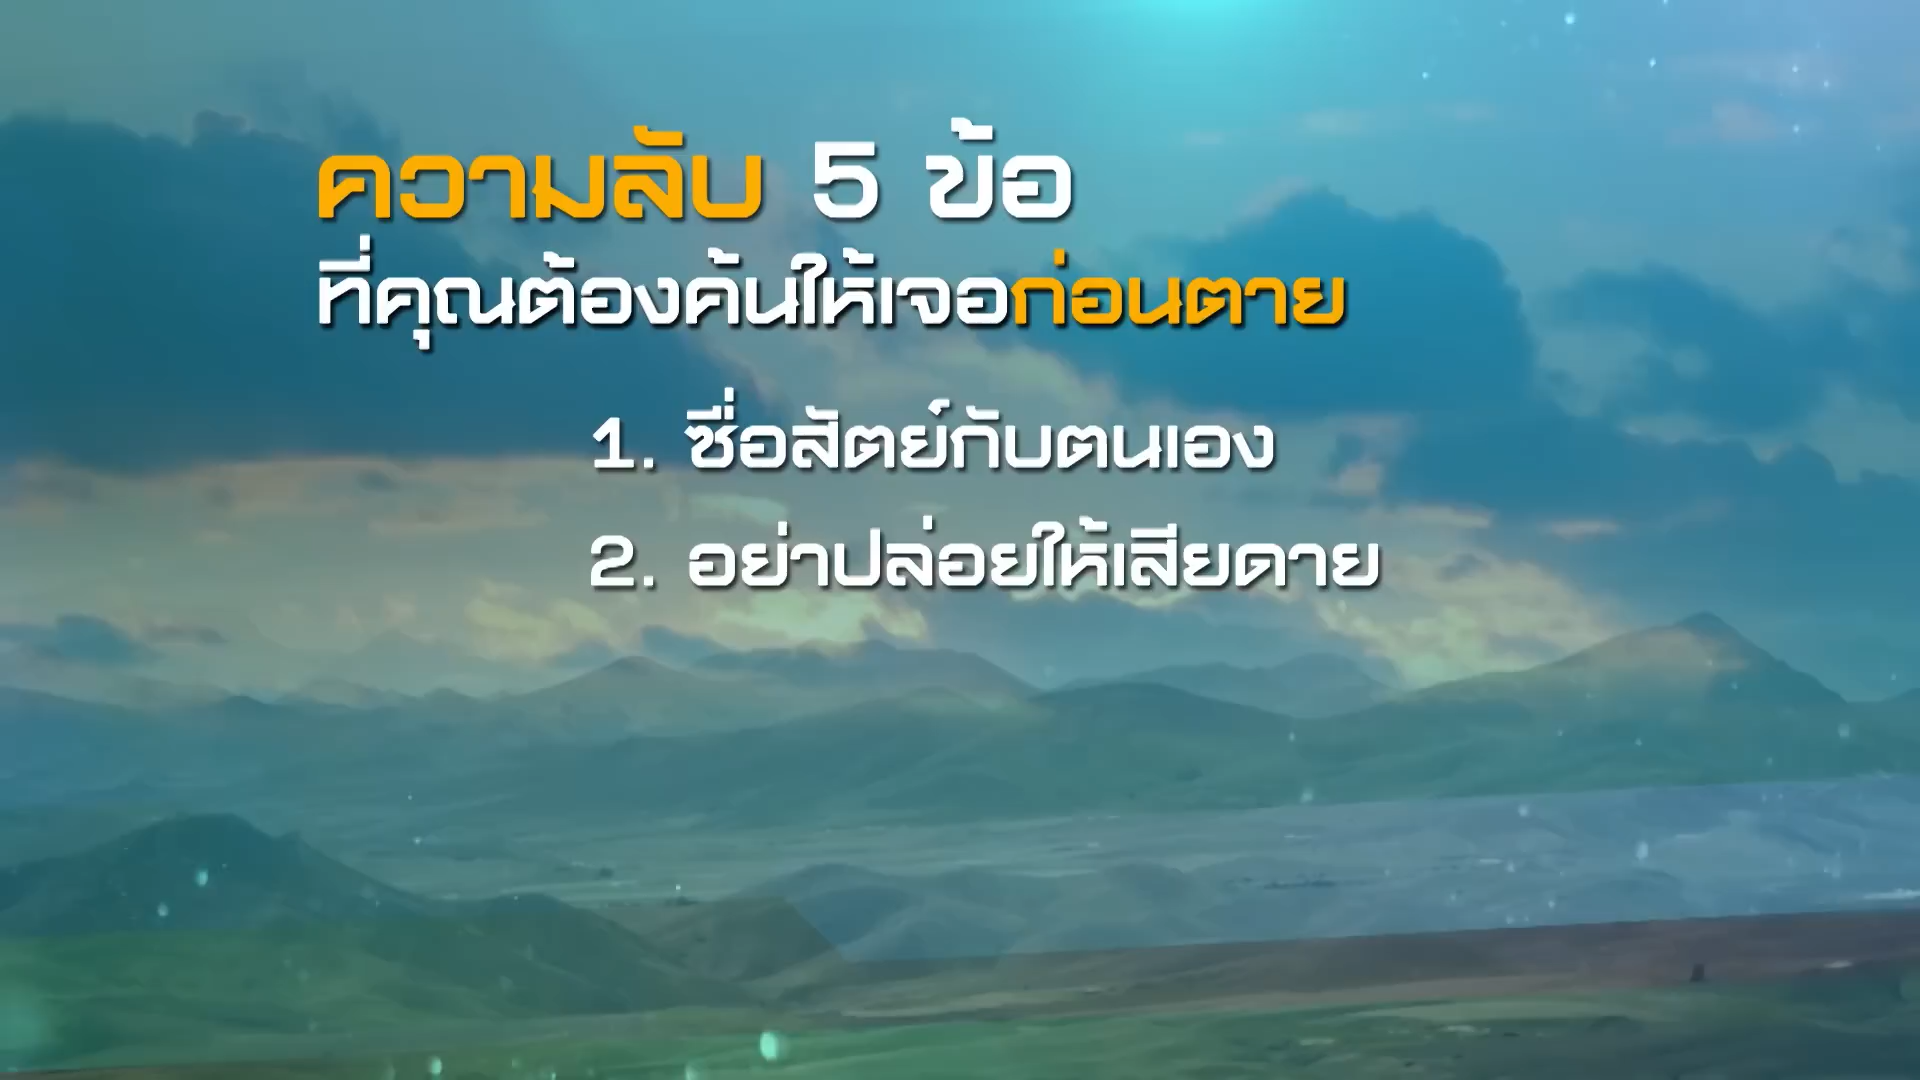 ความลับ 5 ข้อ
ที่คุณต้องค้นให้เจอก่อนตาย
1. ซื่อสัตย์กับตนเอง
2. อย่าปล่อยให้เสียดาย